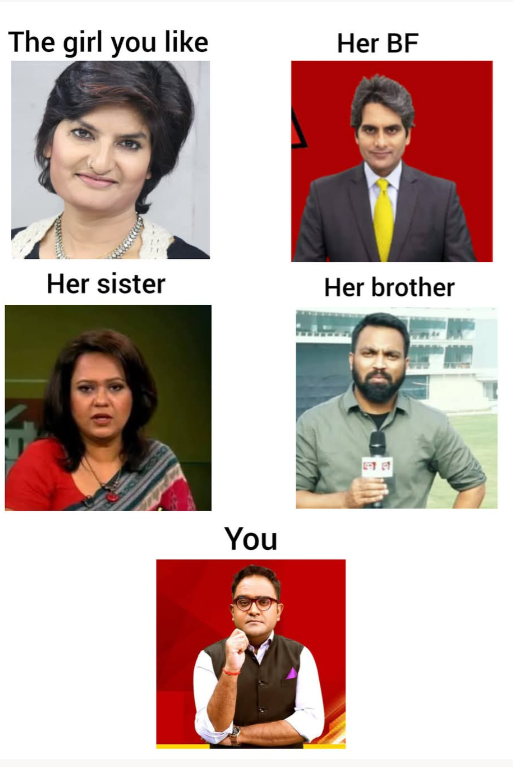 The girl you like
Her BF
Her sister
Her brother
You